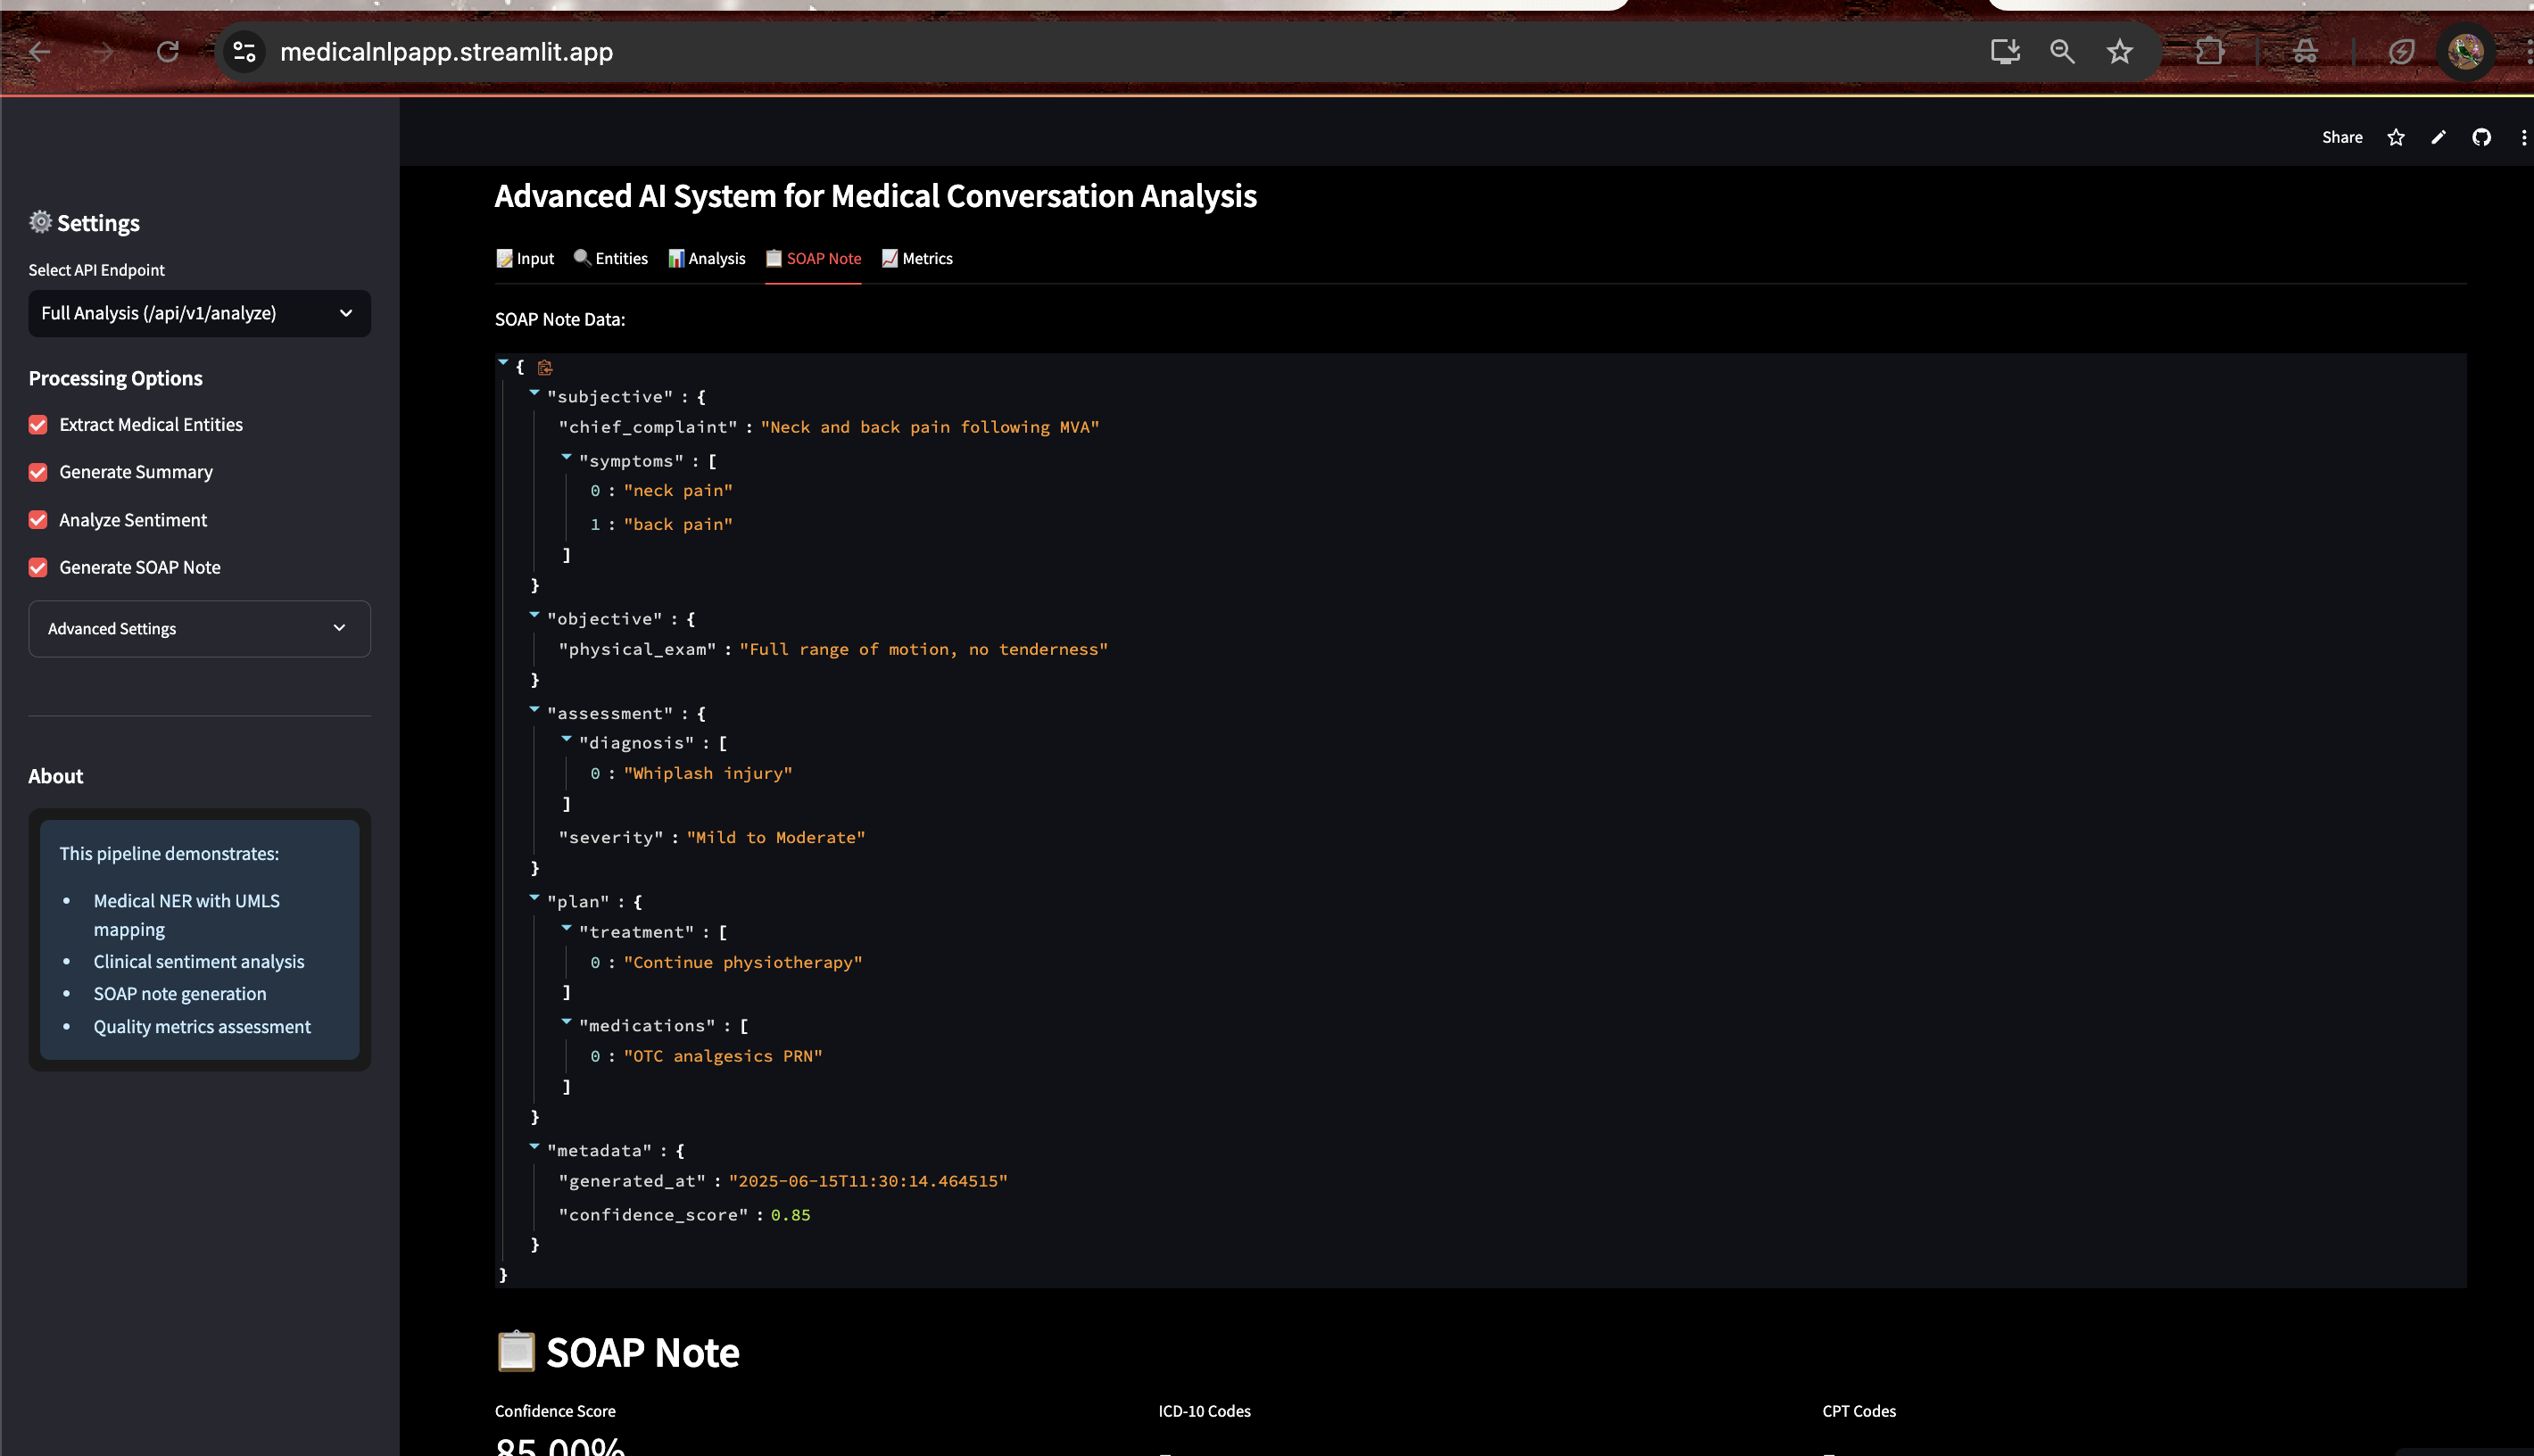 medicalnlpapp.streamlit.app
Share
Settings
Select API Endpoint
Full Analysis (/api/v1/analyze)
Processing Options
Extract Medical Entities
Generate Summary
Analyze Sentiment
Generate SOAP Note
Advanced Settings
About
This pipeline demonstrates:
• Medical NER with UMLS
mapping
• Clinical sentiment analysis
• SOAP note generation
• Quality metrics assessment
Advanced AI System for Medical Conversation Analysis
Input Entities Analysis SOAP Note Metrics
SOAP Note Data:
{
"subjective" : {
"chief_complaint" : "Neck and back pain following MVA"
"symptoms" : [
0 : "neck pain"
1 : "back pain"
]
}
"objective" : {
"physical_exam" : "Full range of motion, no tenderness"
}
"assessment" : {
"diagnosis" : [
0 : "Whiplash injury"
]
"severity" : "Mild to Moderate"
}
"plan" : {
"treatment" : [
0 : "Continue physiotherapy"
]
"medications" : [
0 : "OTC analgesics PRN"
]
}
"metadata" : {
"generated_at" : "2025-06-15T11:30:14.464515"
"confidence_score" : 0.85
}
}
SOAP Note
Confidence Score ICD-10 Codes CPT Codes
85.00%